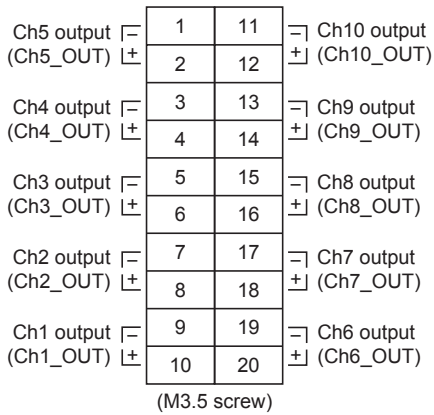 Ch5 output − 1 11 − Ch10 output
(Ch5_OUT) + 2 12 + (Ch10_OUT)
Ch4 output − 3 13 − Ch9 output
(Ch4_OUT) + 4 14 + (Ch9_OUT)
Ch3 output − 5 15 − Ch8 output
(Ch3_OUT) + 6 16 + (Ch8_OUT)
Ch2 output − 7 17 − Ch7 output
(Ch2_OUT) + 8 18 + (Ch7_OUT)
Ch1 output − 9 19 − Ch6 output
(Ch1_OUT) + 10 20 + (Ch6_OUT)
(M3.5 screw)